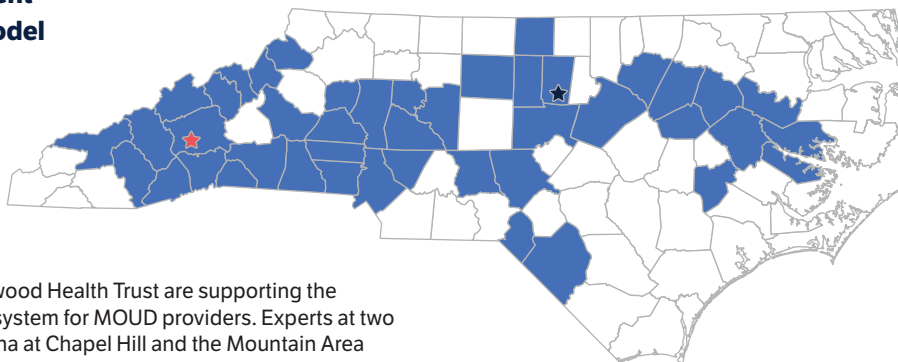 odel
wood Health Trust are supporting the
system for MOUD providers. Experts at two
na at Chapel Hill and the Mountain Area